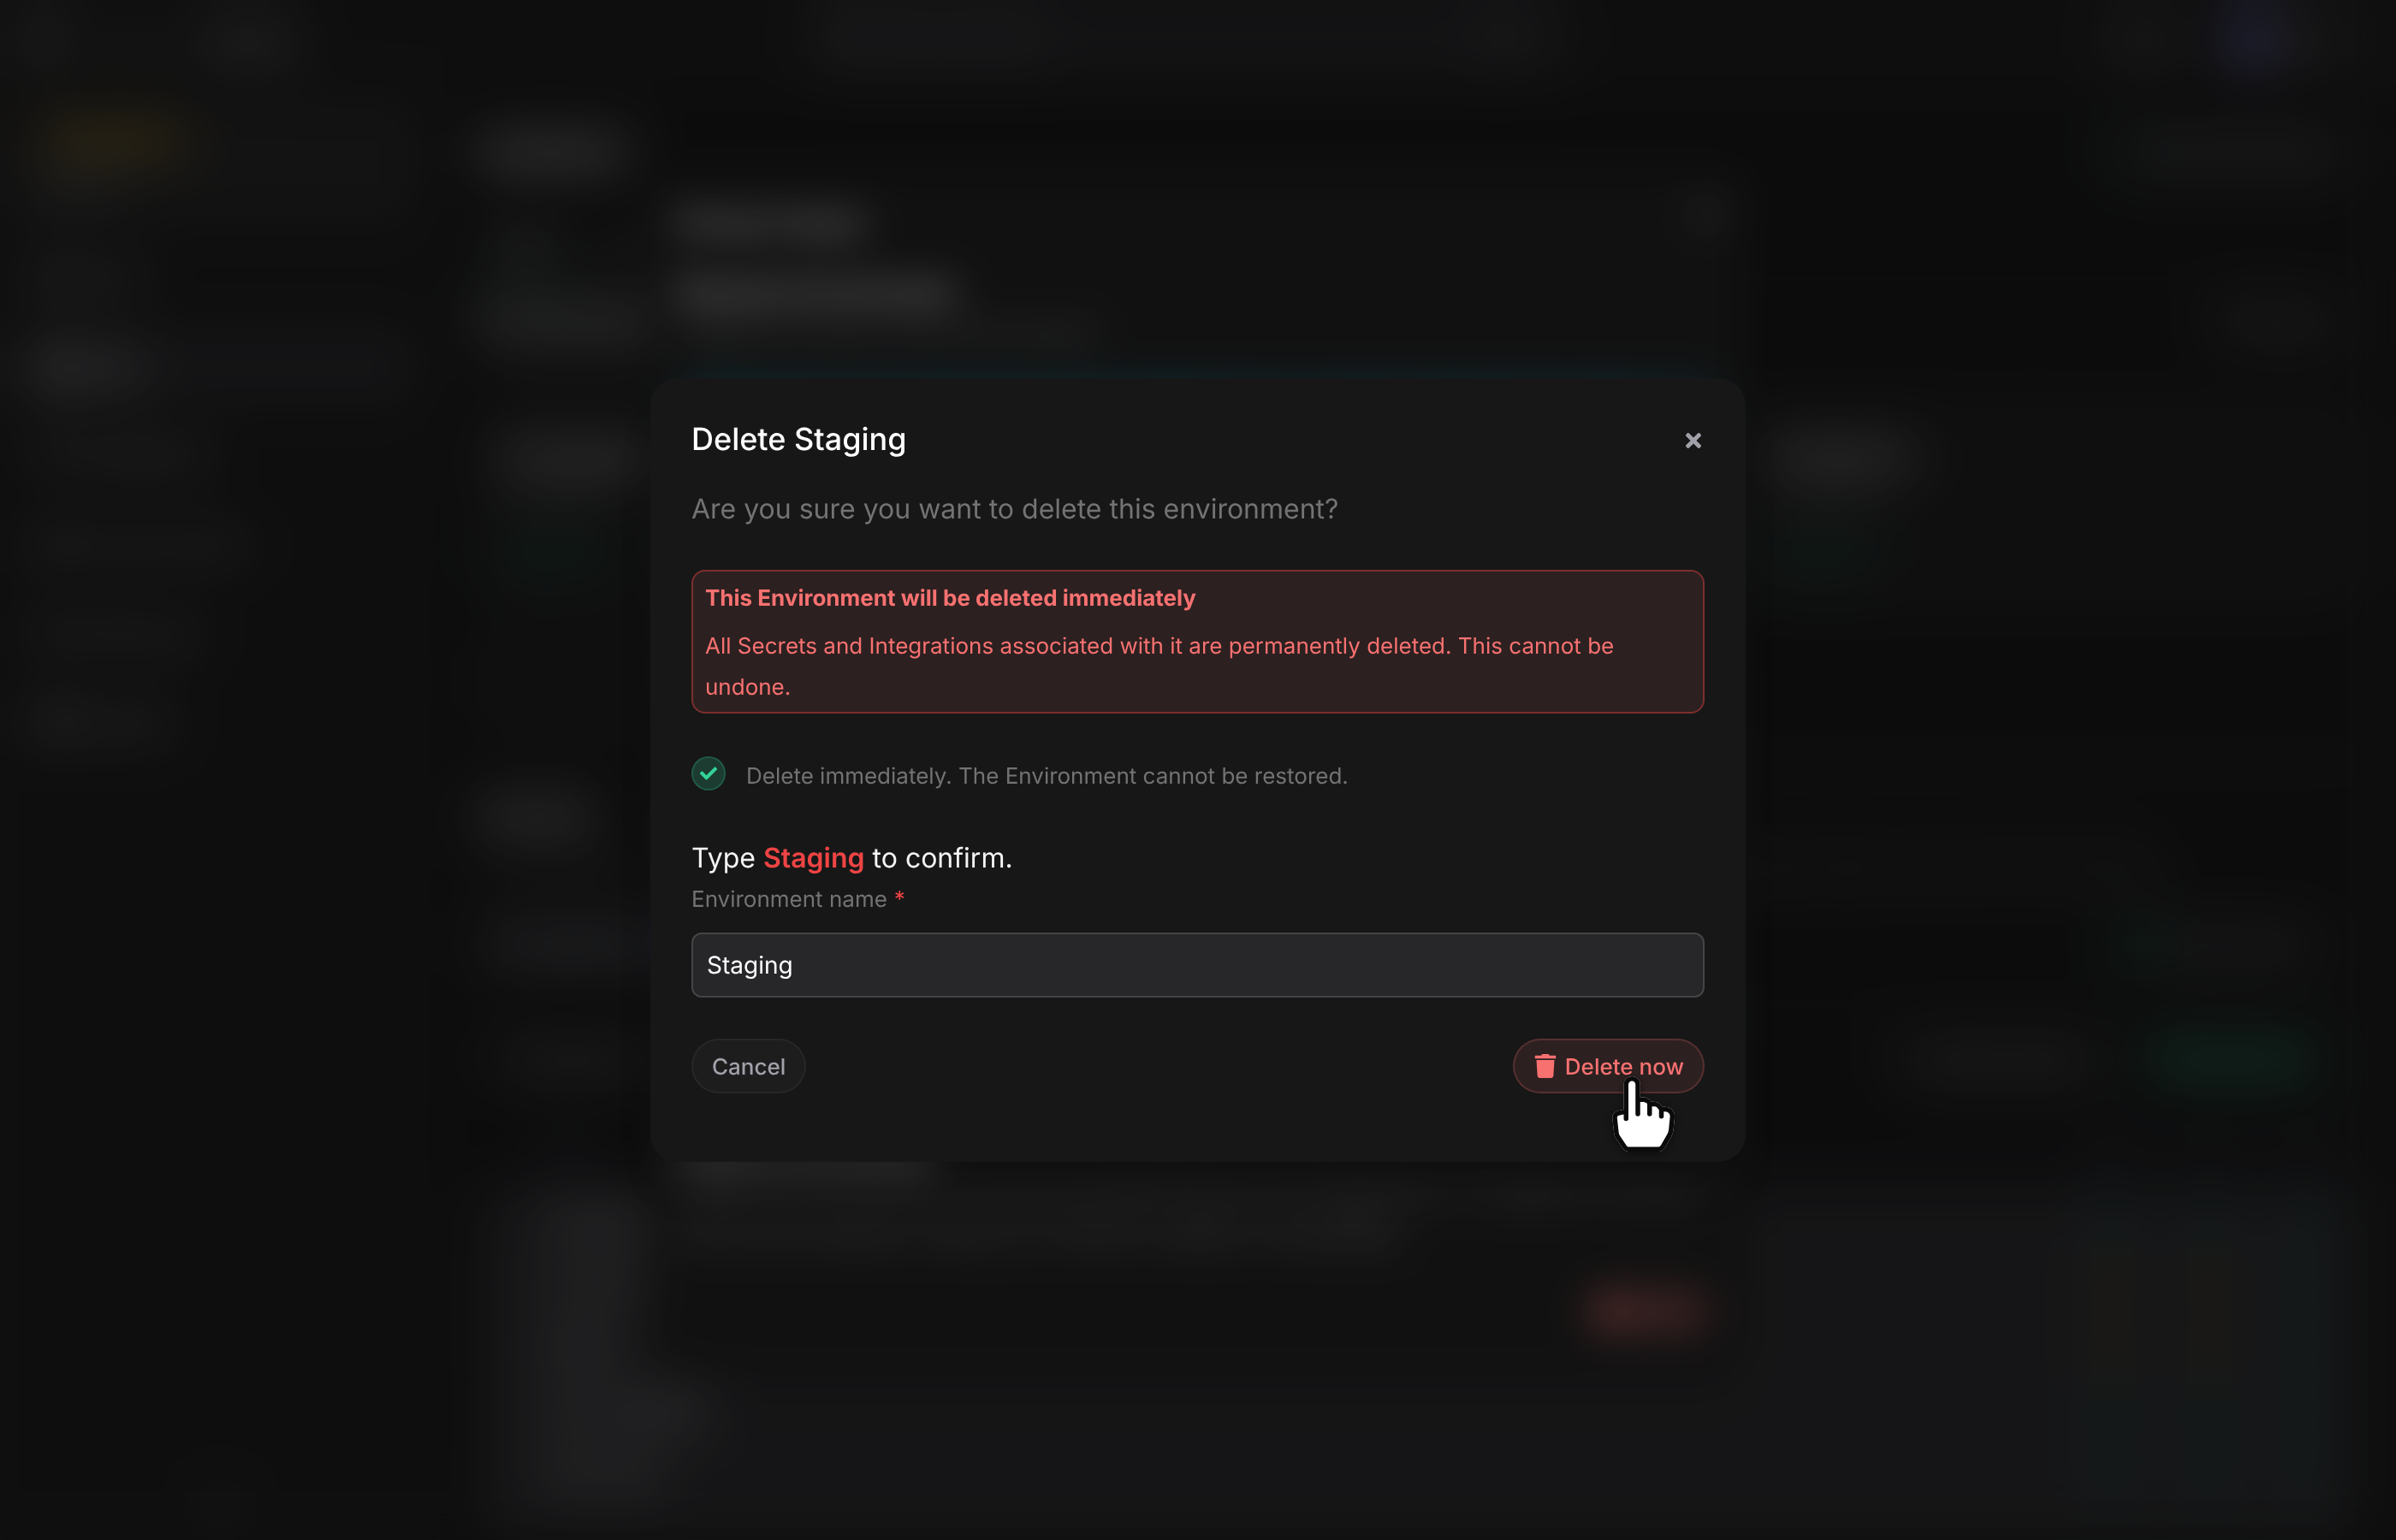 Delete Staging
Are you sure you want to delete this environment?
This Environment will be deleted immediately
All Secrets and Integrations associated with it are permanently deleted. This cannot be
undone.
Delete immediately. The Environment cannot be restored.
Type Staging to confirm.
Environment name *
Staging
Cancel
Delete now